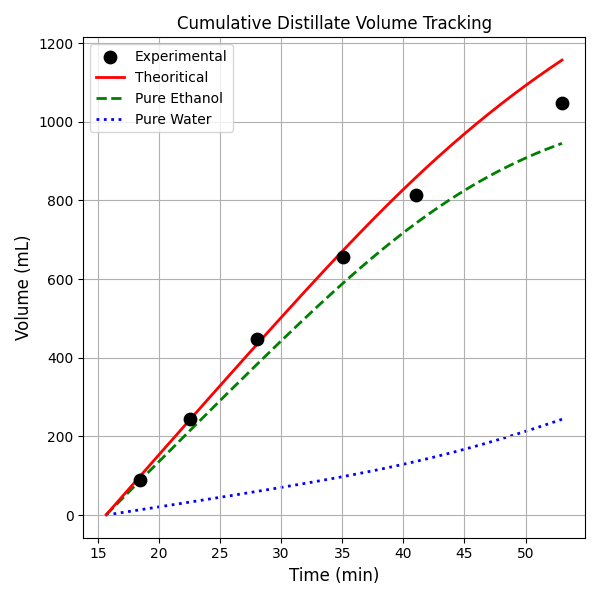 Cumulative Distillate Volume Tracking
Experimental
Theoritical
Pure Ethanol
Pure Water
Volume (mL)
1200
1000
800
600
400
200
0
15 20 25 30 35 40 45 50
Time (min)